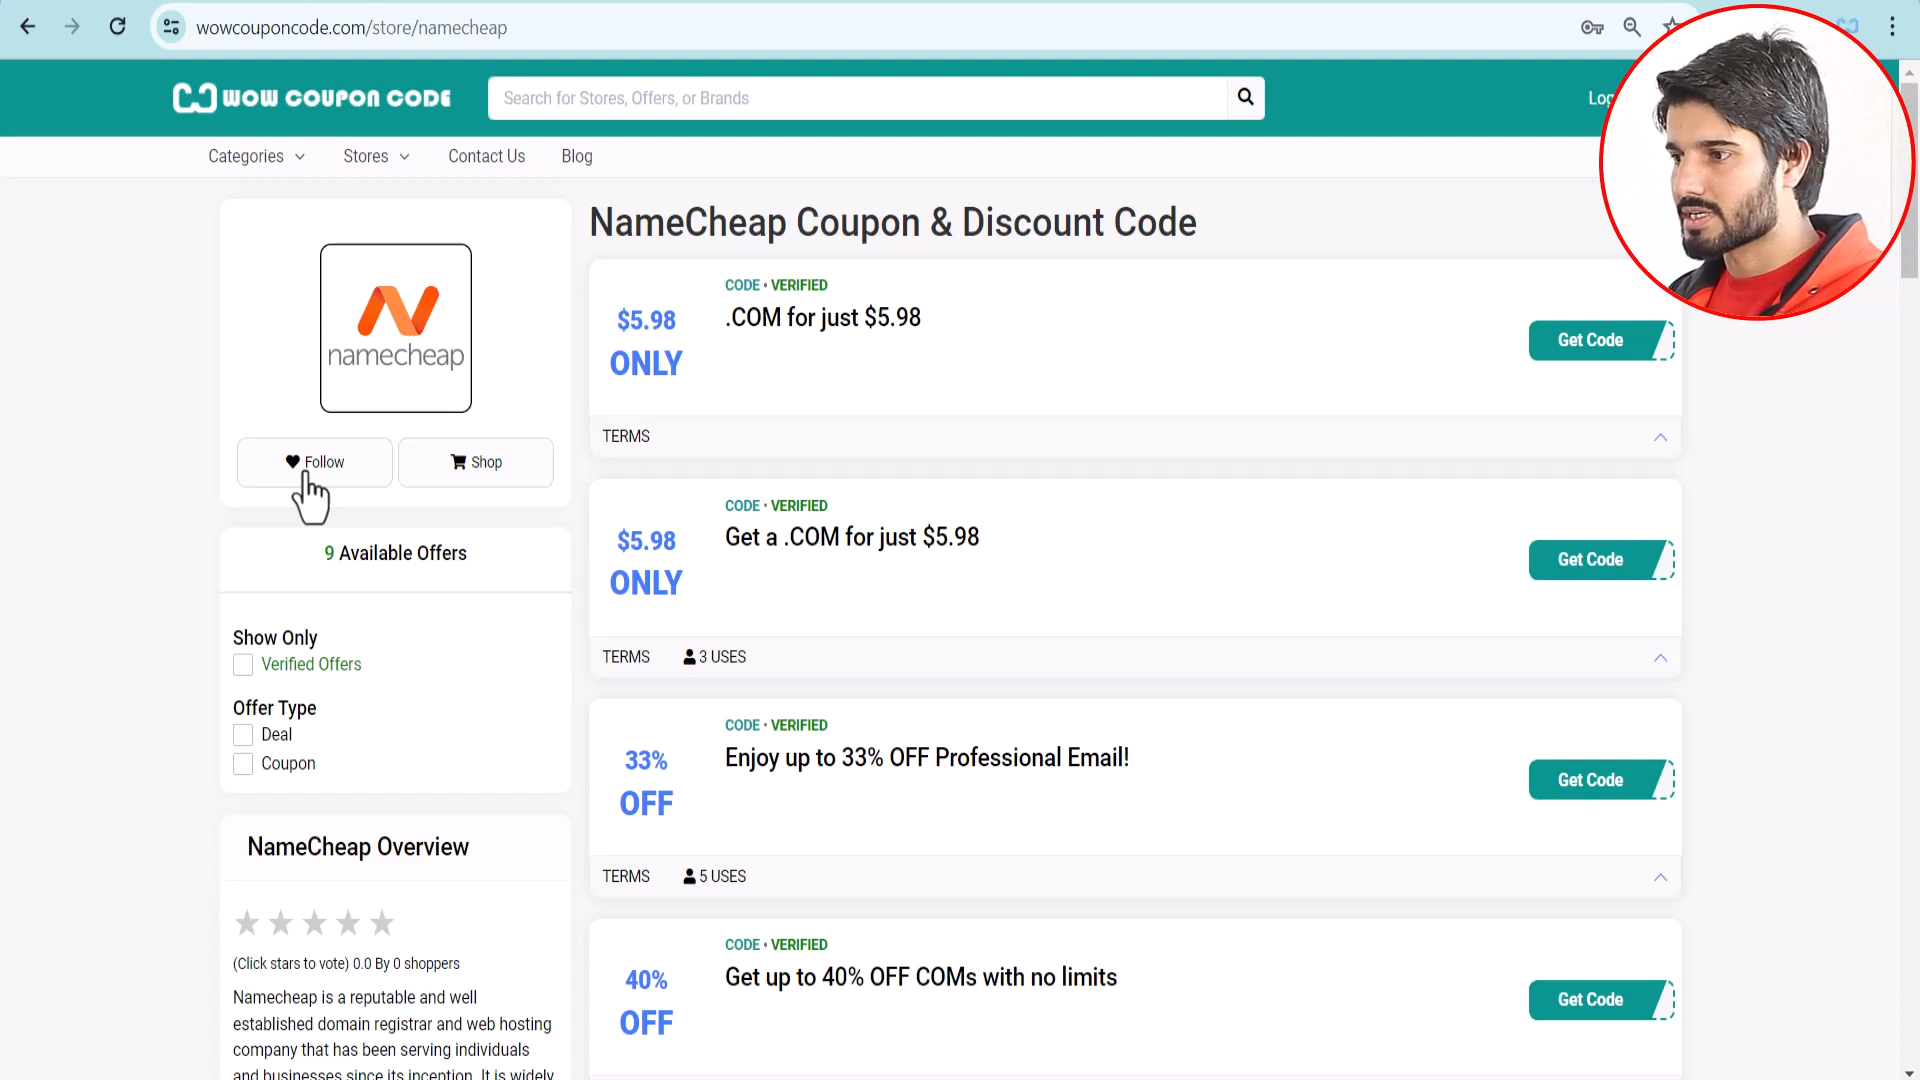 wowcouponcode.com/store/namecheap
WOW COUPON CODE
Search for Stores, Offers, or Brands
Categories
Stores
Contact Us
Blog
namecheap
Follow
Shop
9 Available Offers
Show Only
Verified Offers
Offer Type
Deal
Coupon
NameCheap Overview
(Click stars to vote) 0.0 By 0 shoppers
Namecheap is a reputable and well
established domain registrar and web hosting
company that has been serving individuals
and businesses since its inception. It is widely
NameCheap Coupon & Discount Code
CODE • VERIFIED
$5.98
ONLY
.COM for just $5.98
Get Code
TERMS
CODE • VERIFIED
$5.98
ONLY
Get a .COM for just $5.98
Get Code
TERMS
3 USES
CODE • VERIFIED
33%
OFF
Enjoy up to 33% OFF Professional Email!
Get Code
TERMS
5 USES
CODE • VERIFIED
40%
OFF
Get up to 40% OFF COMs with no limits
Get Code